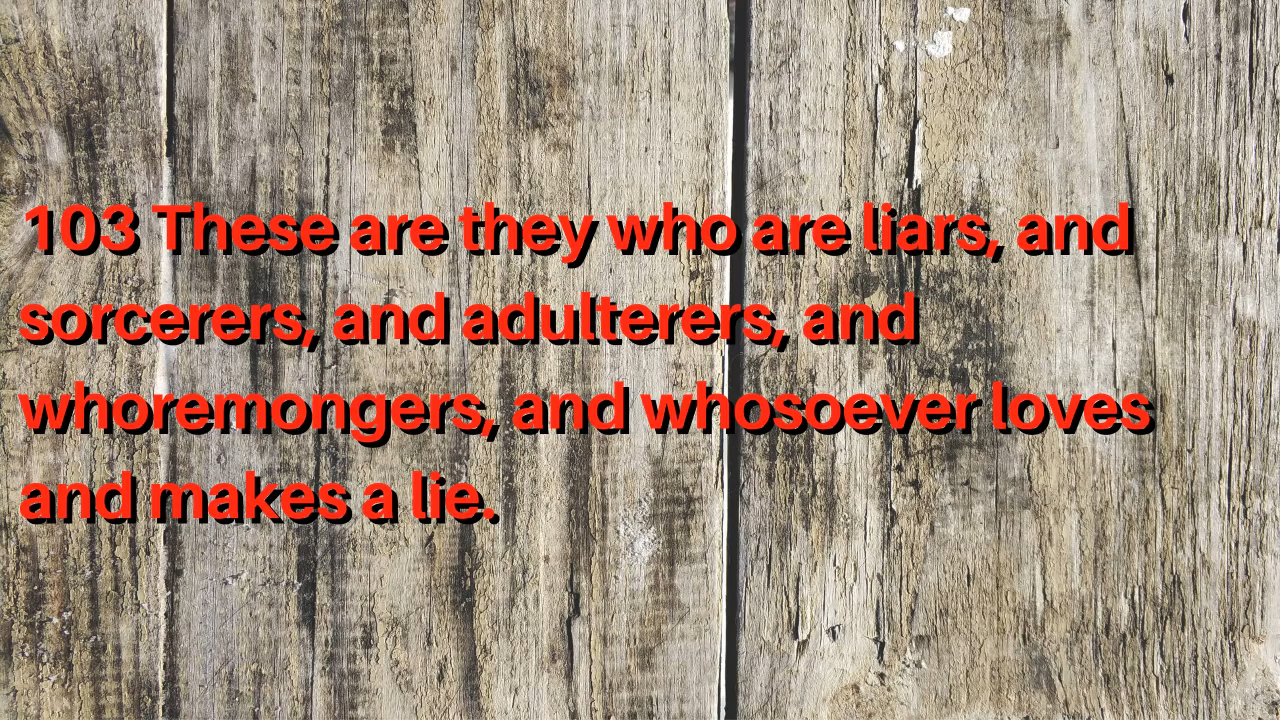 103 These are they who are liars, and
sorcerers, and adulterers, and
whoremongers, and whosoever loves
and makes a lie.